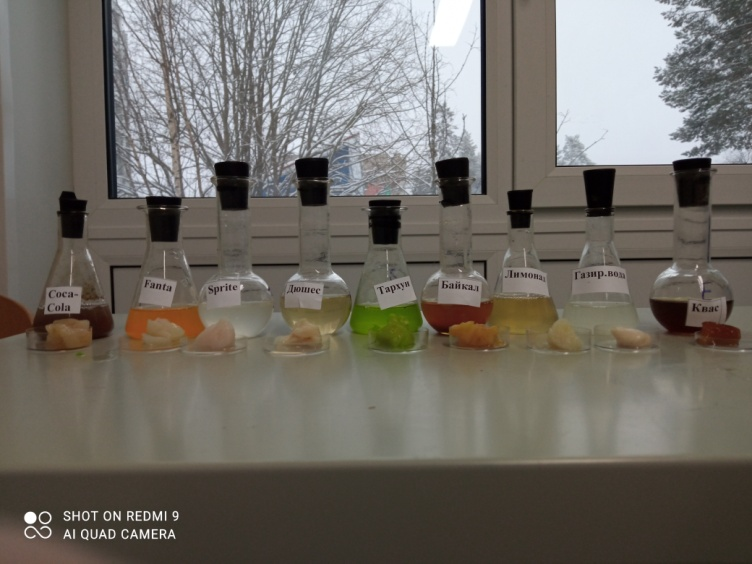 Coca-
Cola
Fanta
Sprite
Дюшес
Тархун
Байкал
Лимонад
Газир.вода
Квас
SHOT ON REDMI 9
AI QUAD CAMERA